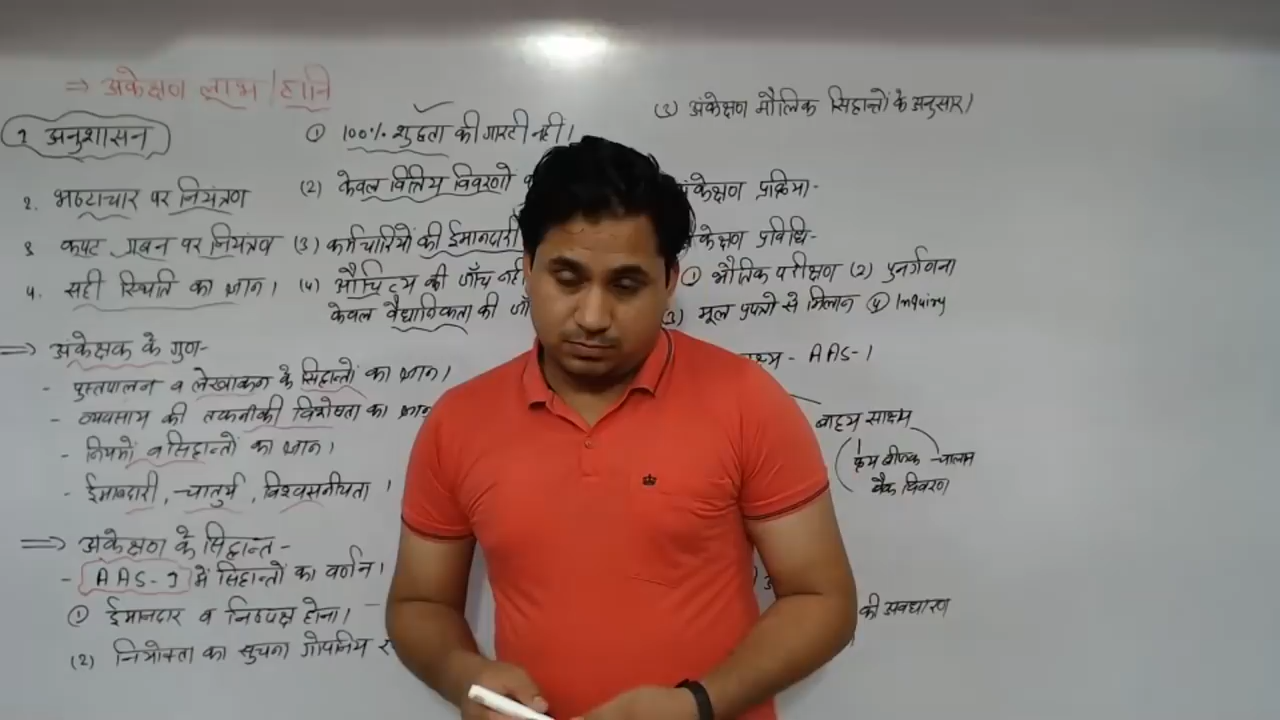 ⇒ अंकेक्षण लाभ/हानि
1 अनुशासन
2. भष्टाचार पर नियंत्रण
3 कपट, गबन पर नियंत्रण
4. सही स्थिति का ज्ञान।
① 100% शुद्धता की गारंटी नहीं।
(2) केवल वित्तिय विवरणो
(3) कर्मचारियों की ईमानदारी
(4) औचित्य की जाँच नहीं
केवल वैद्यानिकता की
⇒ अंकेक्षक के गुण-
- पुस्तपालन व लेखांकन के सिद्दान्तों का ज्ञान।
- व्यवसाय की तकनीकी विशेषता का
- नियमों व सिद्दान्तों का ज्ञान।
- ईमानदारी, चातुर्य, विश्वसनीयता।
⇒ अंकेक्षण के सिद्दान्त-
- AAS-1 में सिद्दान्तों का वर्णन।
① ईमानदार व निष्पक्ष होना।
(2) नियोक्ता का सुचना गोपनिय
(3) अंकेक्षण मौलिक सिद्दान्तों के अनुसार।
अंकेक्षण प्रक्रिया-
प्रविधि-
① भौतिक परीक्षण (2) पुनर्गणना
(3) मूल प्रपत्रो से मिलान (4) Inquiry
- AAS-1
बाह्य साक्ष्य
क्रय बीजक चालान
बैंक विवरण
की अवधारण